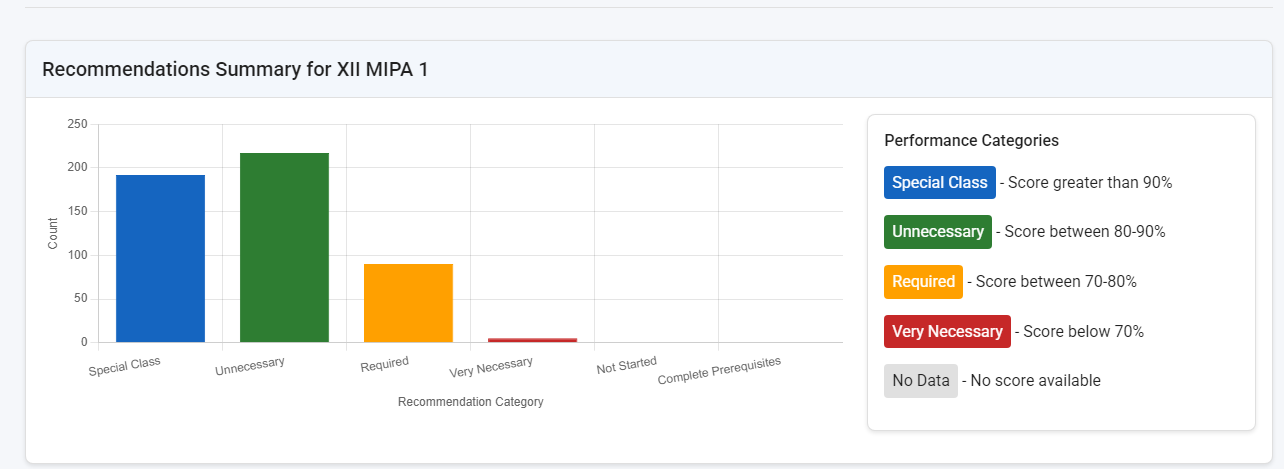 Recommendations Summary for XII MIPA 1
250
200
150
100
50
0
Count
Special Class
Unnecessary
Required
Very Necessary
Not Started
Complete Prerequisites
Recommendation Category
Performance Categories
Special Class - Score greater than 90%
Unnecessary - Score between 80-90%
Required - Score between 70-80%
Very Necessary - Score below 70%
No Data - No score available